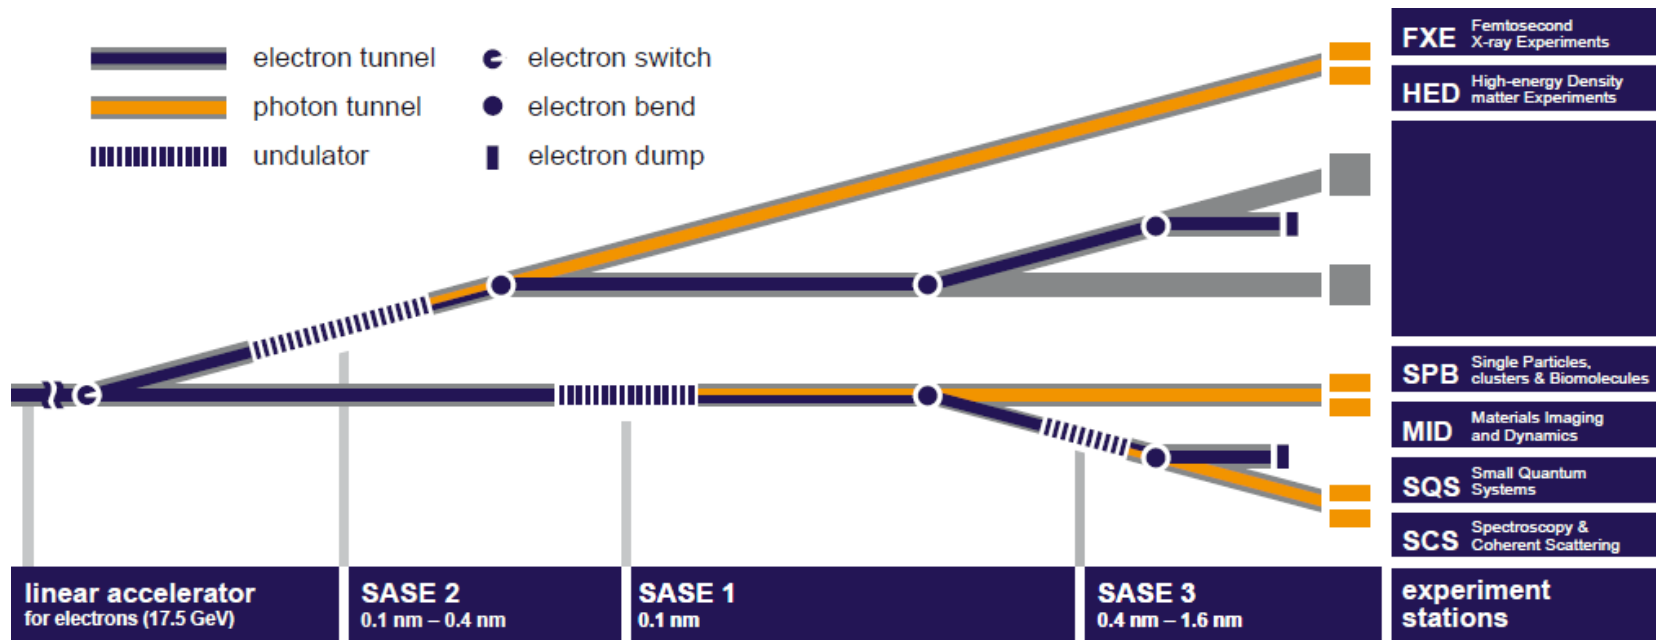 electron tunnel
electron switch
photon tunnel
electron bend
undulator
electron dump
FXE Femtosecond
X-ray Experiments
HED High-energy Density
matter Experiments
SPB Single Particles,
clusters & Biomolecules
MID Materials Imaging
and Dynamics
SQS Small Quantum
Systems
SCS Spectroscopy &
Coherent Scattering
linear accelerator
for electrons (17.5 GeV)
SASE 2
0.1 nm – 0.4 nm
SASE 1
0.1 nm
SASE 3
0.4 nm – 1.6 nm
experiment
stations